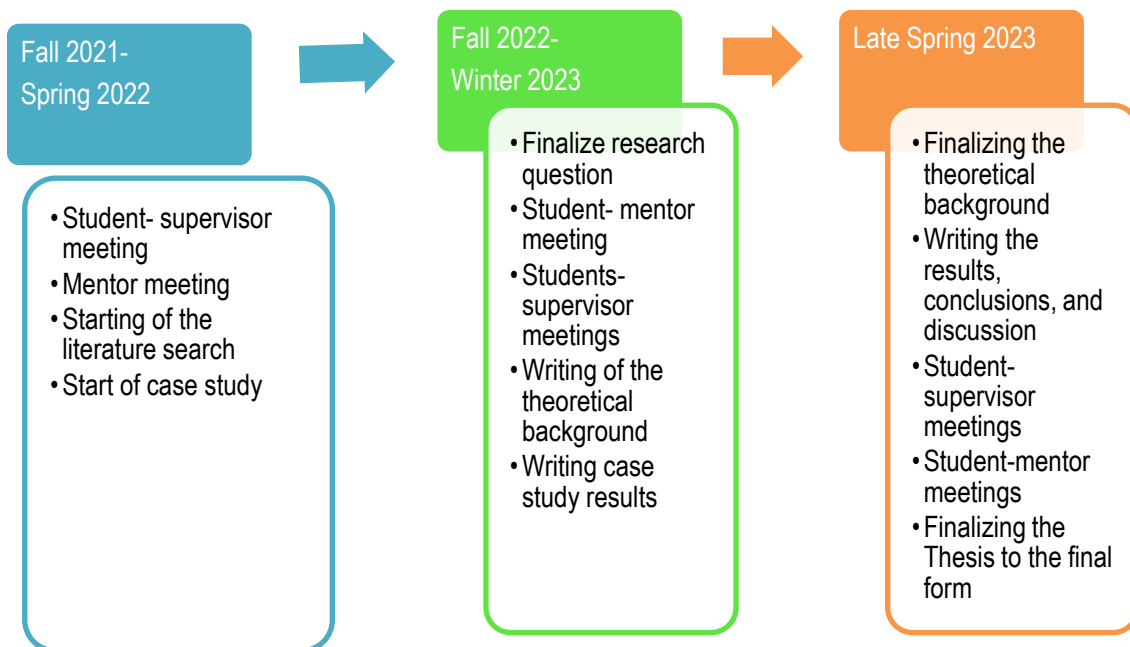 Fall 2021-
Spring 2022
• Student- supervisor
meeting
• Mentor meeting
• Starting of the
literature search
• Start of case study
Fall 2022-
Winter 2023
• Finalize research
question
• Student- mentor
meeting
• Students-
supervisor
meetings
• Writing of the
theoretical
background
• Writing case
study results
Late Spring 2023
• Finalizing the
theoretical
background
• Writing the
results,
conclusions, and
discussion
• Student-
supervisor
meetings
• Student-mentor
meetings
• Finalizing the
Thesis to the final
form